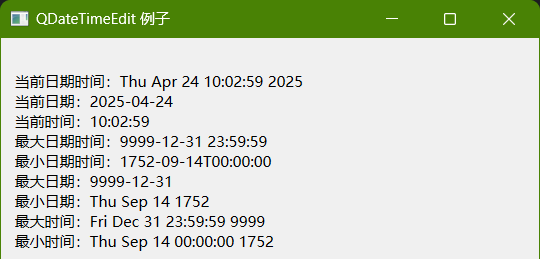 QDateTimeEdit 例子
当前日期时间：Thu Apr 24 10:02:59 2025
当前日期：2025-04-24
当前时间：10:02:59
最大日期时间：9999-12-31 23:59:59
最小日期时间：1752-09-14T00:00:00
最大日期：9999-12-31
最小日期：Thu Sep 14 1752
最大时间：Fri Dec 31 23:59:59 9999
最小时间：Thu Sep 14 00:00:00 1752